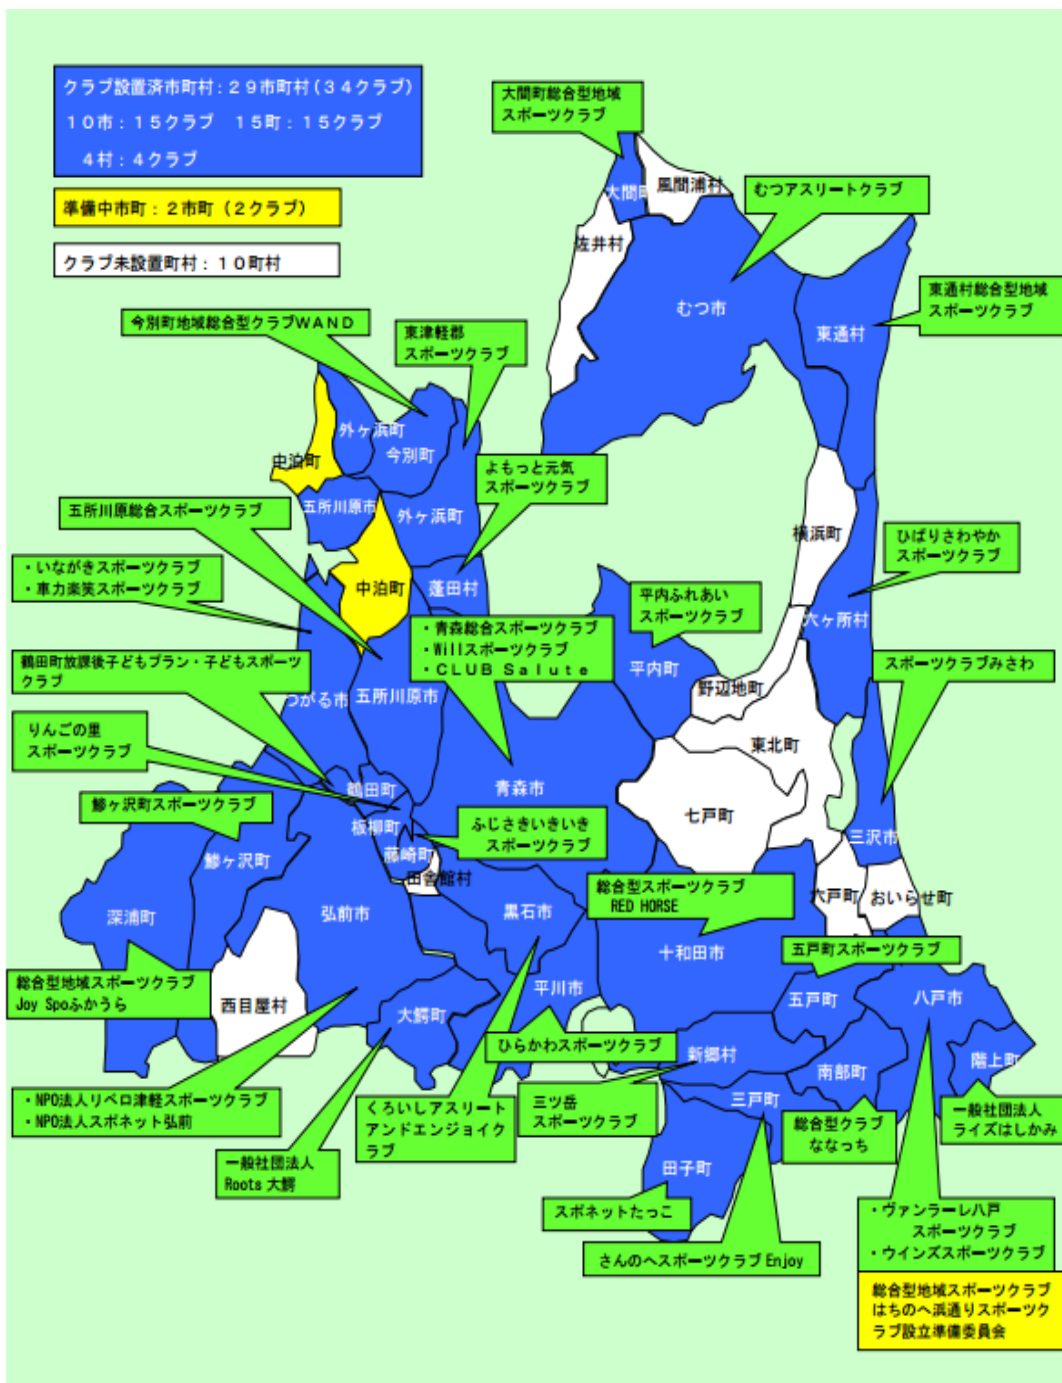 クラブ設置済市町村：２９市町村（３４クラブ）
１０市：１５クラブ　１５町：１５クラブ
４村：４クラブ
準備中市町：２市町（２クラブ）
クラブ未設置町村：１０町村
大間町総合型地域
スポーツクラブ
むつアスリートクラブ
東通村総合型地域
スポーツクラブ
大間町
風間浦村
佐井村
むつ市
東通村
今別町地域総合型クラブＷＡＮＤ
東津軽郡
スポーツクラブ
外ヶ浜町
今別町
中泊町
よもっと元気
スポーツクラブ
五所川原市
外ヶ浜町
五所川原総合スポーツクラブ
横浜町
ひばりさわやか
スポーツクラブ
・いながきスポーツクラブ
・車力楽笑スポーツクラブ
中泊町
蓬田村
平内ふれあい
スポーツクラブ
六ヶ所村
・青森総合スポーツクラブ
・Willスポーツクラブ
・ＣＬＵＢ Ｓａｌｕｔｅ
鶴田町放課後子どもプラン・子どもスポーツ
クラブ
スポーツクラブみさわ
平内町
野辺地町
つがる市
五所川原市
りんごの里
スポーツクラブ
東北町
青森市
鶴田町
七戸町
鰺ヶ沢町スポーツクラブ
板柳町
ふじさきいきいき
スポーツクラブ
三沢市
鰺ヶ沢町
藤崎町
田舎館村
総合型スポーツクラブ
RED HORSE
六戸町
おいらせ町
深浦町
弘前市
黒石市
十和田市
五戸町スポーツクラブ
総合型地域スポーツクラブ
Joy Spoふかうら
西目屋村
大鰐町
平川市
五戸町
八戸市
ひらかわスポーツクラブ
新郷村
南部町
階上町
・NPO法人リベロ津軽スポーツクラブ
・NPO法人スポネット弘前
くろいしアスリート
アンドエンジョイク
ラブ
三ツ岳
スポーツクラブ
三戸町
総合型クラブ
ななっち
一般社団法人
ライズはしかみ
一般社団法人
Roots 大鰐
田子町
スポネットたっこ
・ヴァンラーレ八戸
スポーツクラブ
・ウインズスポーツクラブ
さんのへスポーツクラブ Enjoy
総合型地域スポーツクラブ
はちのへ浜通りスポーツク
ラブ設立準備委員会